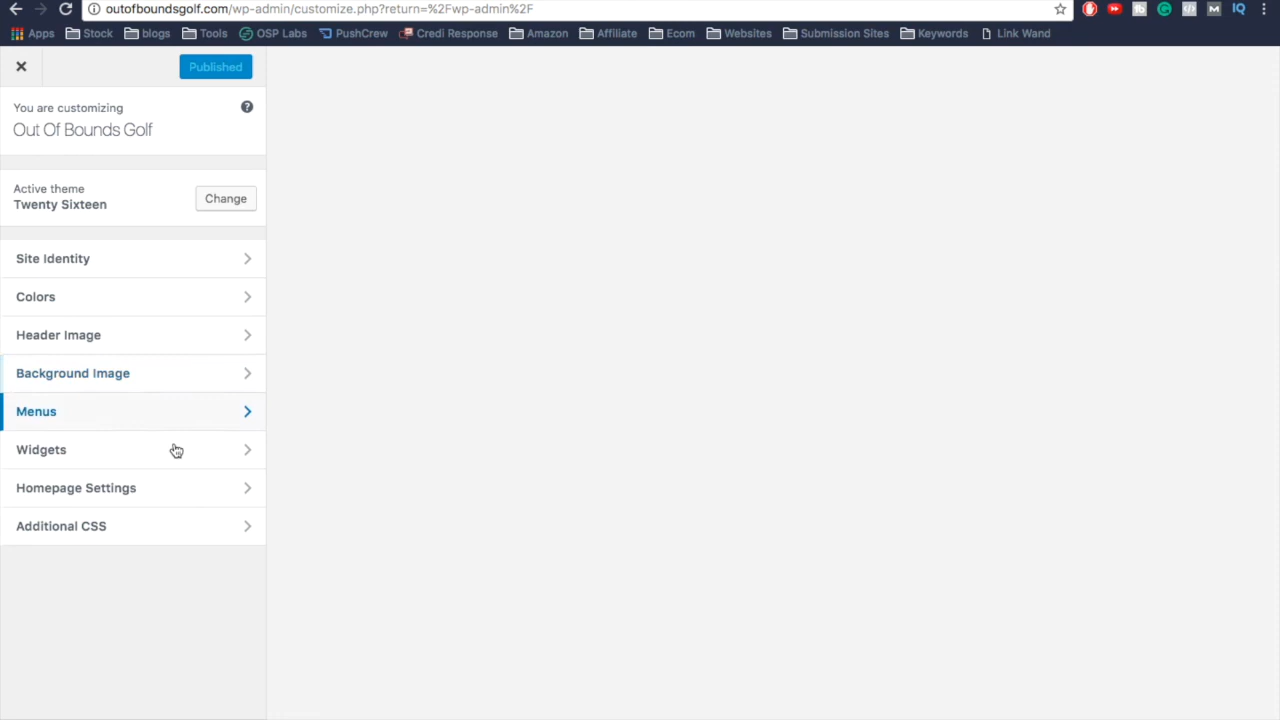 outofboundsgolf.com/wp-admin/customize.php?return=%2Fwp-admin%2F
Apps Stock blogs Tools OSP Labs PushCrew Credi Response Amazon Affiliate Ecom Websites Submission Sites Keywords Link Wand
Published
You are customizing
Out Of Bounds Golf
Active theme
Twenty Sixteen
Change
Site Identity
Colors
Header Image
Background Image
Menus
Widgets
Homepage Settings
Additional CSS